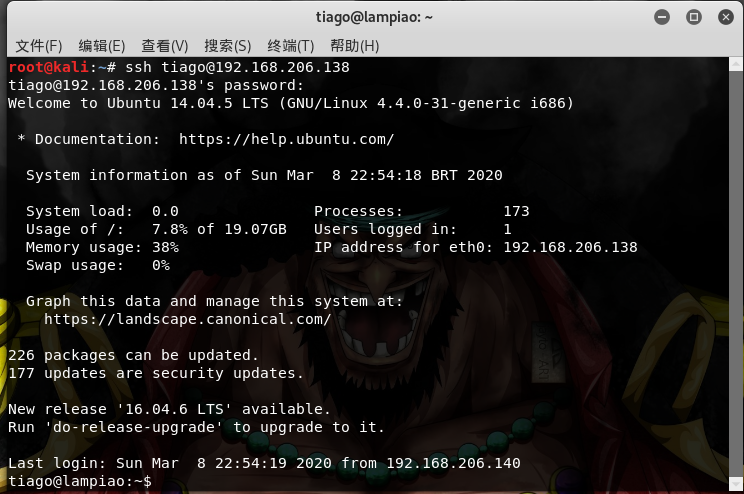 tiago@lampiao: ~
文件(F) 编辑(E) 查看(V) 搜索(S) 终端(T) 帮助(H)
root@kali:~# ssh tiago@192.168.206.138
tiago@192.168.206.138's password:
Welcome to Ubuntu 14.04.5 LTS (GNU/Linux 4.4.0-31-generic i686)
* Documentation:  https://help.ubuntu.com/
System information as of Sun Mar  8 22:54:18 BRT 2020
System load:  0.0                Processes:           173
Usage of /:   7.8% of 19.07GB   Users logged in:     1
Memory usage: 38%                IP address for eth0: 192.168.206.138
Swap usage:   0%
Graph this data and manage this system at:
https://landscape.canonical.com/
226 packages can be updated.
177 updates are security updates.
New release '16.04.6 LTS' available.
Run 'do-release-upgrade' to upgrade to it.
Last login: Sun Mar  8 22:54:19 2020 from 192.168.206.140
tiago@lampiao:~$